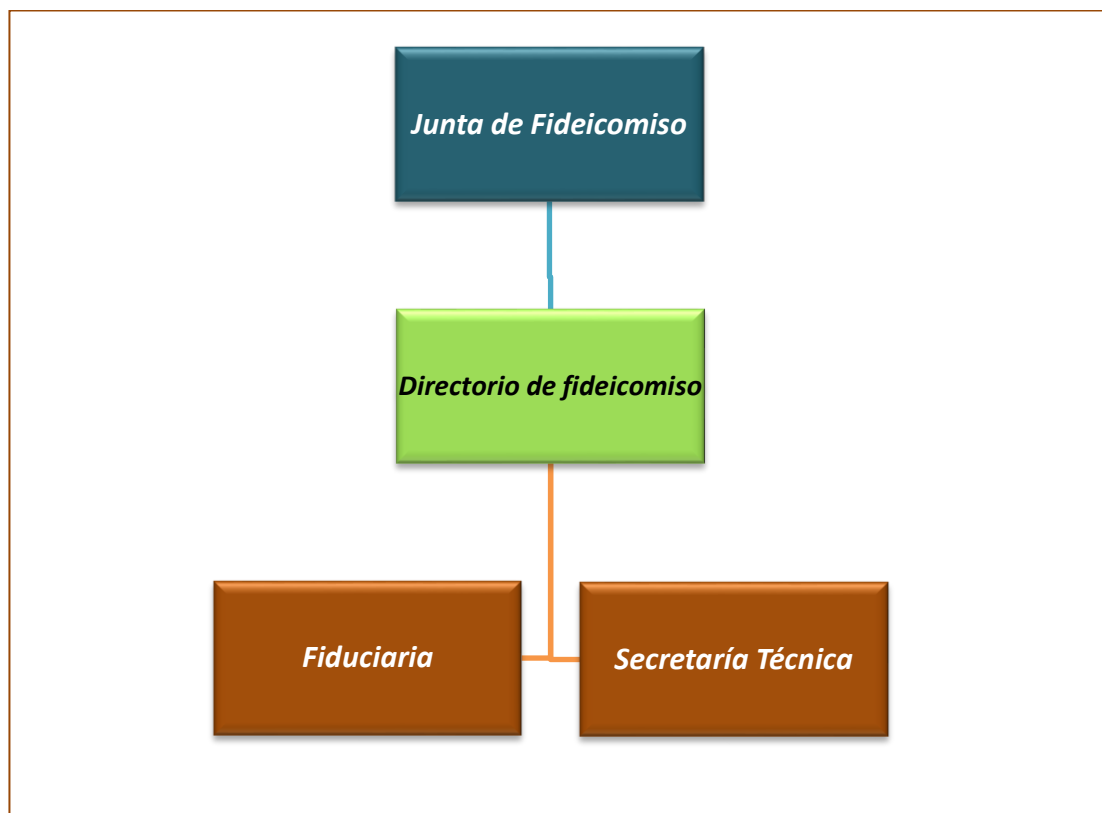 Junta de Fideicomiso
Directorio de fideicomiso
Fiduciaria
Secretaría Técnica